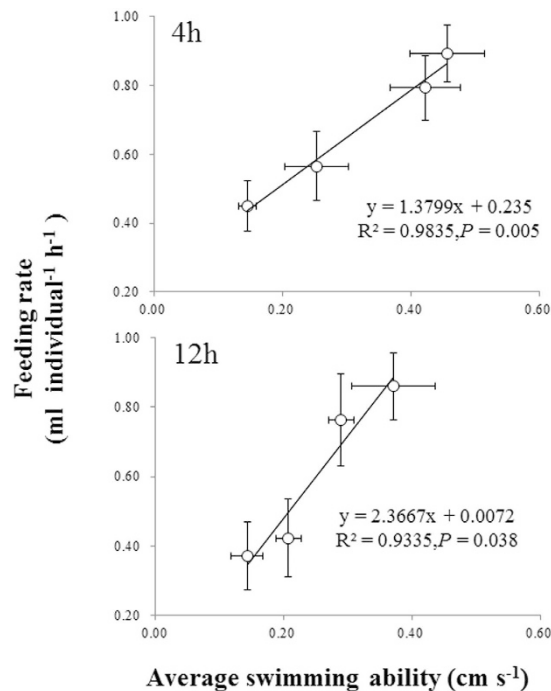 4h
1.00
0.80
0.60
0.40
0.20
0.00
0.20
0.40
0.60
y = 1.3799x + 0.235
R² = 0.9835,P = 0.005
Feeding rate
(ml individual⁻¹ h⁻¹ )
12h
1.00
0.80
0.60
0.40
0.20
0.00
0.20
0.40
0.60
y = 2.3667x + 0.0072
R² = 0.9335,P = 0.038
Average swimming ability (cm s⁻¹)